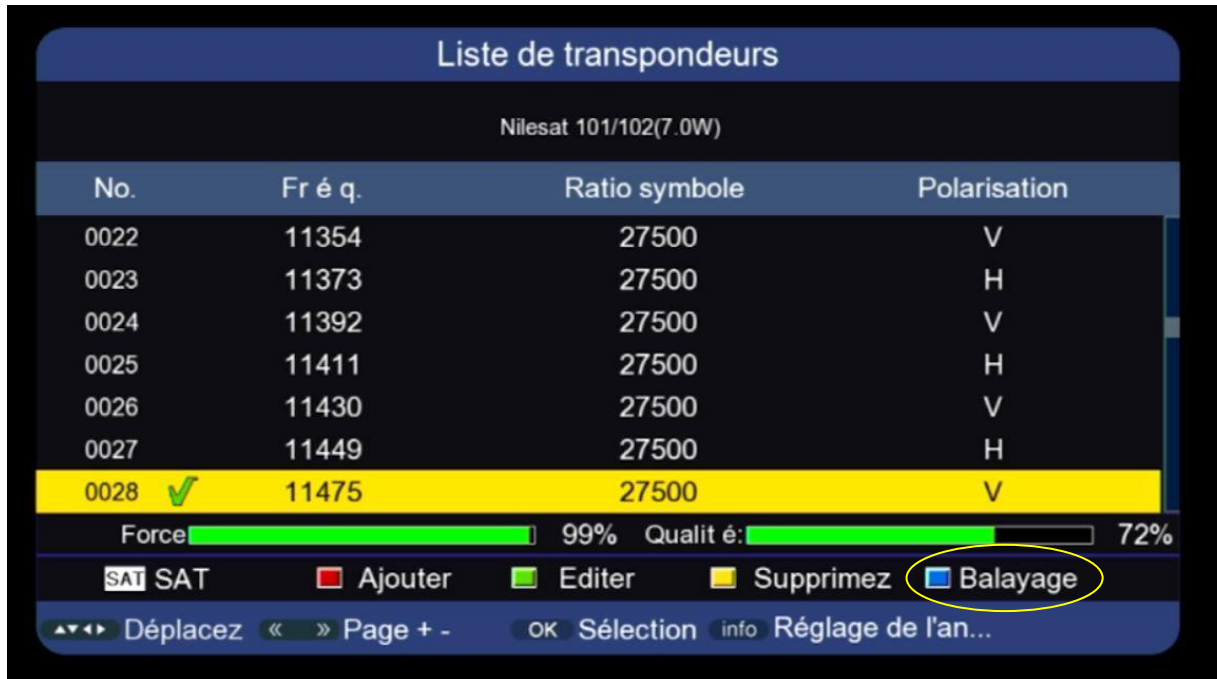 Liste de transpondeurs
Nilesat 101/102(7.0W)
No. Fr é q. Ratio symbole Polarisation
0022 11354 27500 V
0023 11373 27500 H
0024 11392 27500 V
0025 11411 27500 H
0026 11430 27500 V
0027 11449 27500 H
0028 11475 27500 V
Force 99% Qualit é: 72%
SAT SAT Ajouter Editer Supprimez Balayage
Déplacez « » Page + - OK Sélection info Réglage de l'an...